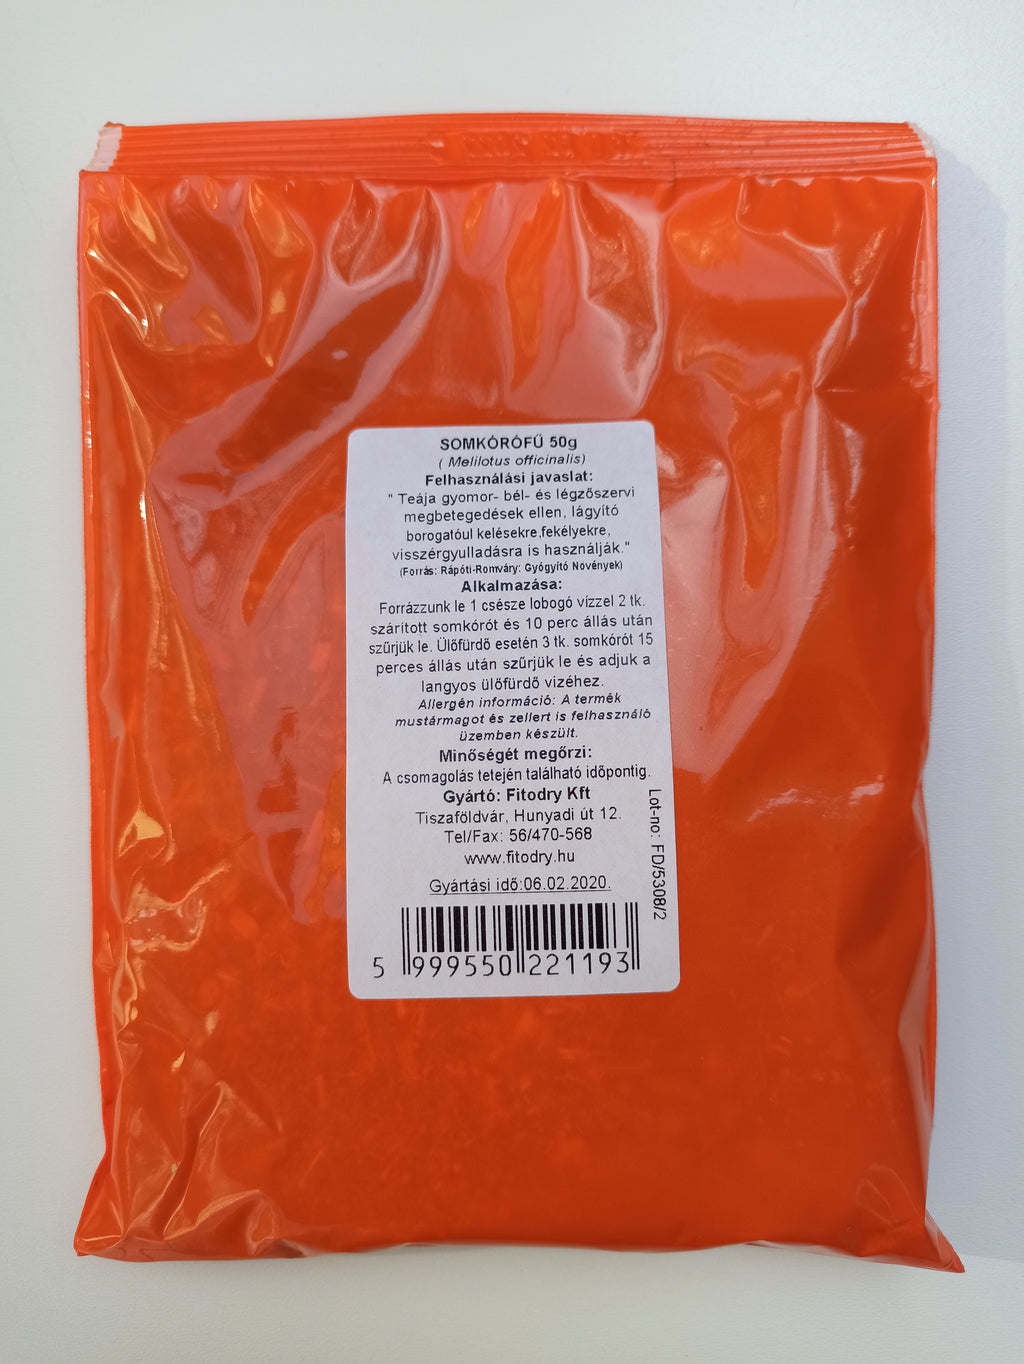 SOMKÓRÓFŰ 50g
( Melilotus officinalis)
Felhasználási javaslat:
" Teája gyomor- bél- és légzőszervi
megbetegedések ellen, lágyító
borogatóul kelésekre,fekélyekre,
visszérgyulladásra is használják."
(Forrás: Rápóti-Romváry: Gyógyító Növények)
Alkalmazása:
Forrázzunk le 1 csésze lobogó vízzel 2 tk.
szárított somkórót és 10 perc állás után
szűrjük le. Ülőfürdő esetén 3 tk. somkórót 15
perces állás után szűrjük le és adjuk a
langyos ülőfürdő vizéhez.
Allergén információ: A termék
mustármagot és zellert is felhasználó
üzemben készült.
Minőségét megőrzi:
A csomagolás tetején található időpontig.
Gyártó: Fitodry Kft
Tiszaföldvár, Hunyadi út 12.
Tel/Fax: 56/470-568
www.fitodry.hu
Gyártási idő:06.02.2020.
Lot-no: FD/5308/2
5 999550 221193